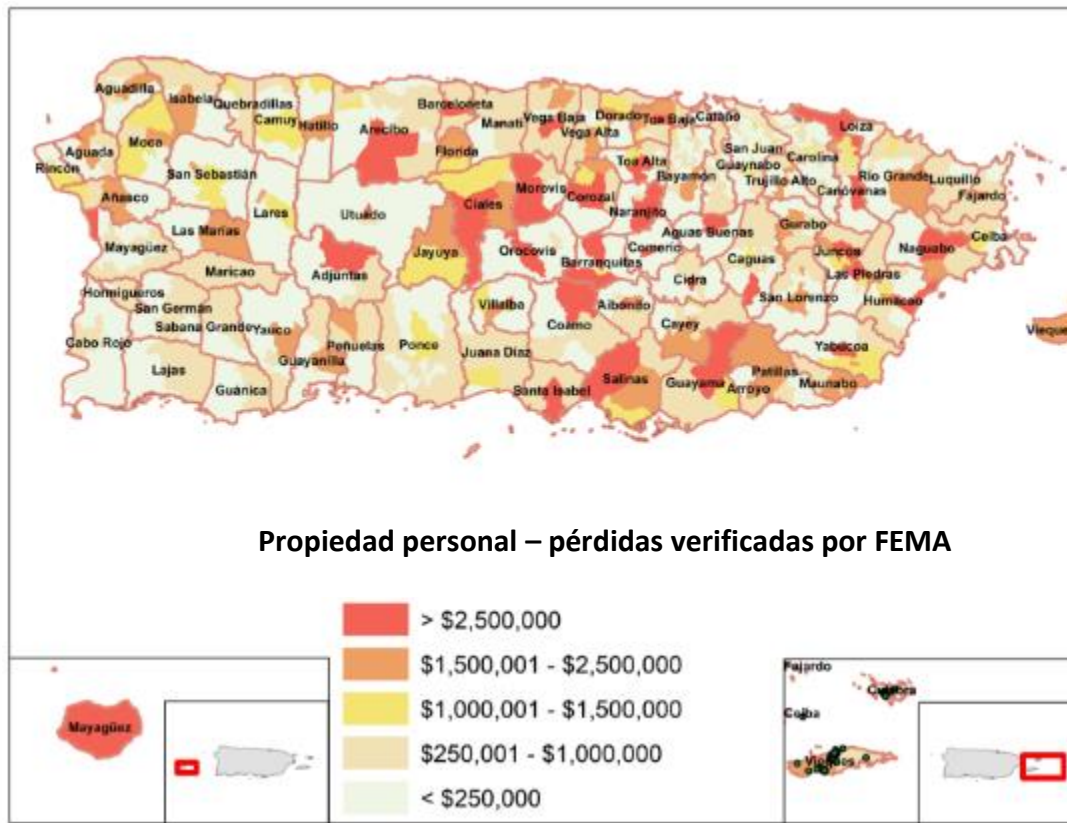 Aguadilla
Isabela
Quebradillas
Camuy
Hatillo
Arecibo
Barceloneta
Manatí
Vega Baja
Vega Alta
Dorado
Toa Baja
Cataño
San Juan
Guaynabo
Carolina
Loiza
Trujillo Alto
Canóvanas
Río Grande
Luquillo
Fajardo
Ceiba
Rincón
Aguada
Moca
San Sebastián
Florida
Toa Alta
Bayamón
Morovis
Corozal
Naranjito
Añasco
Lares
Utuado
Ciales
Las Marías
Mayagüez
Maricao
Adjuntas
Jayuya
Orocovis
Barranquitas
Comerío
Aguas Buenas
Caguas
Gurabo
Juncos
Las Piedras
Naguabo
Humacao
Cidra
San Lorenzo
Hormigueros
San Germán
Sabana Grande
Yauco
Cabo Rojo
Lajas
Guánica
Guayanilla
Peñuelas
Ponce
Villalba
Juana Díaz
Coamo
Aibonito
Cayey
Santa Isabel
Salinas
Guayama
Arroyo
Patillas
Maunabo
Yabucoa
Vieques
Propiedad personal – pérdidas verificadas por FEMA
> $2,500,000
$1,500,001 - $2,500,000
$1,000,001 - $1,500,000
$250,001 - $1,000,000
< $250,000
Mayagüez
Fajardo
Culebra
Ceiba
Vieques